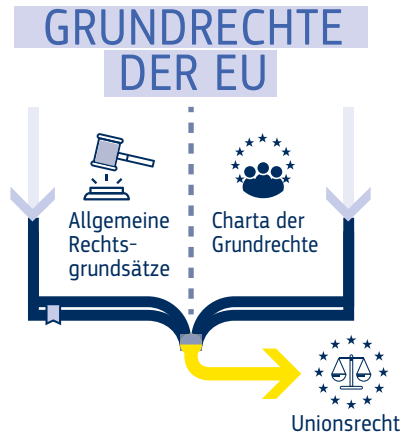 GRUNDRECHTE
DER EU
Allgemeine
Rechts-
grundsätze
Charta der
Grundrechte
Unionsrecht